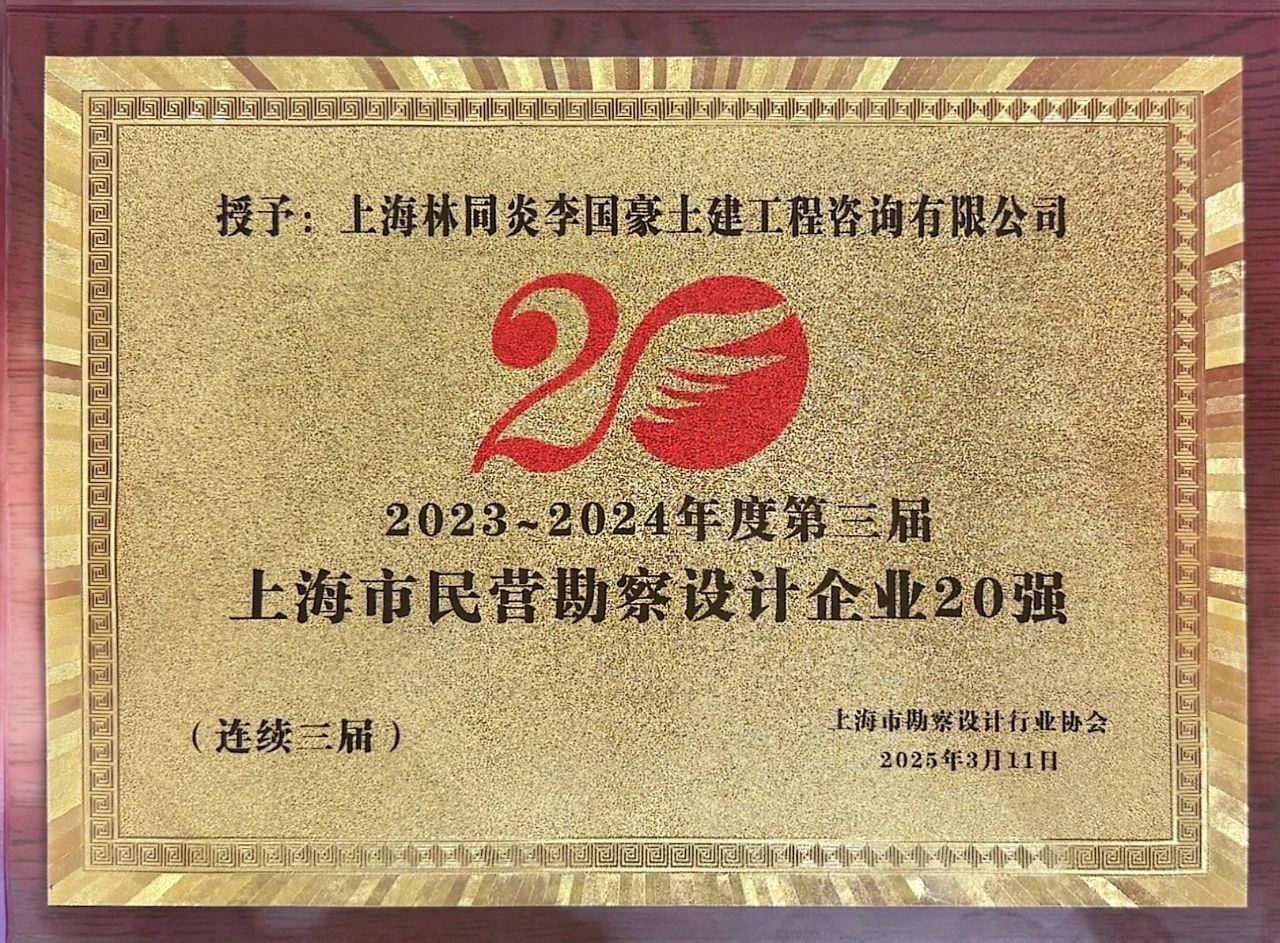 授予：上海林同炎李国豪土建工程咨询有限公司
20
2023~2024年度第三届
上海市民营勘察设计企业20强
（连续三届）
上海市勘察设计行业协会
2025年3月11日